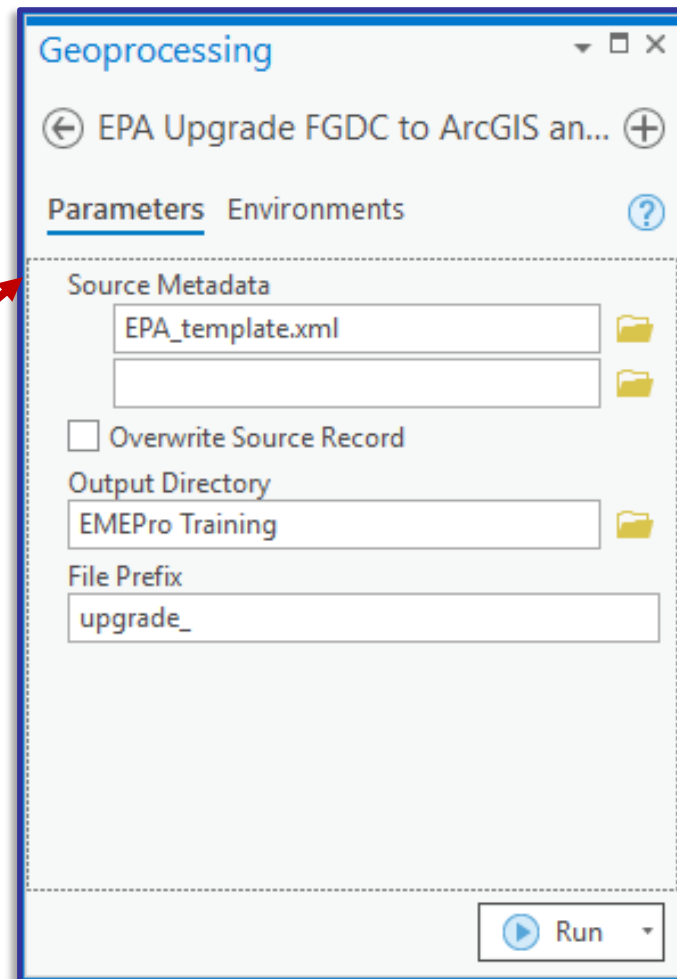 Geoprocessing
EPA Upgrade FGDC to ArcGIS an...
Parameters Environments
Source Metadata
EPA_template.xml
Overwrite Source Record
Output Directory
EMEPro Training
File Prefix
upgrade_
Run